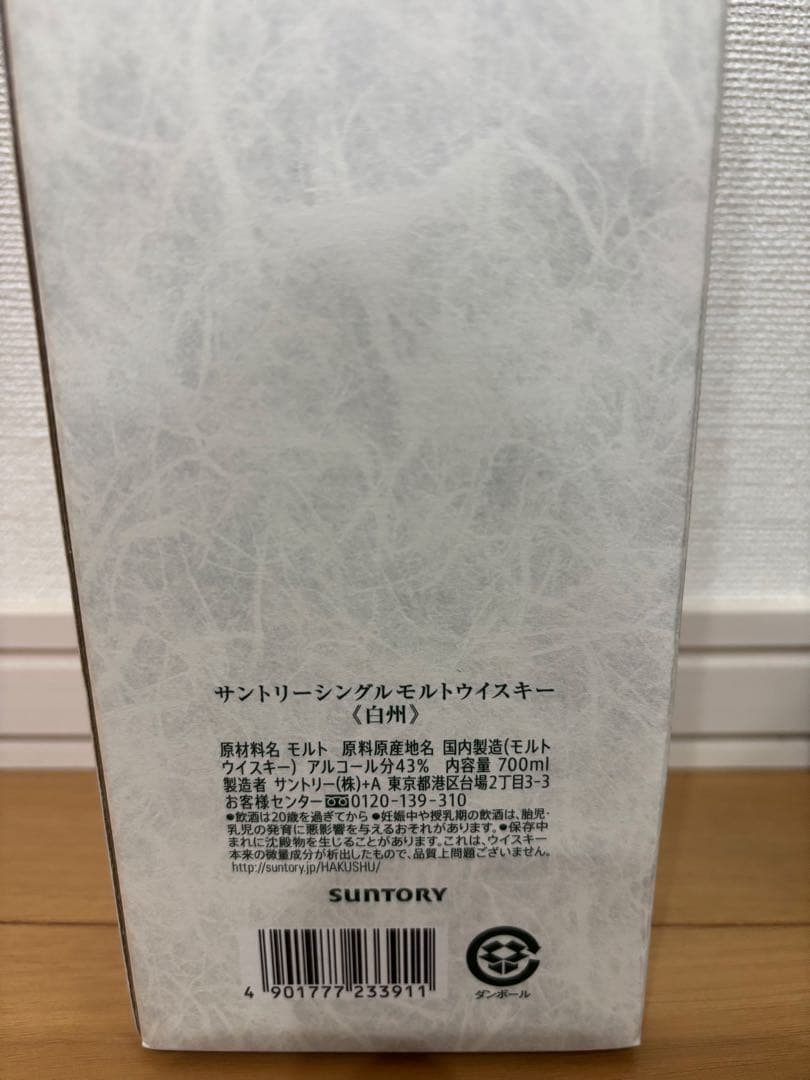 サントリーシングルモルトウイスキー
《白州》
原材料名 モルト 原料原産地名 国内製造(モルト
ウイスキー) アルコール分43% 内容量 700ml
製造者 サントリー(株)+A 東京都港区台場2丁目3-3
お客様センター 0120-139-310
●飲酒は20歳を過ぎてから ●妊娠中や授乳期の飲酒は、胎児・
乳児の発育に悪影響を与えるおそれがあります。●保存中
まれに沈殿物を生じることがあります。これは、ウイスキー
本来の微量成分が析出したもので、品質上問題ございません。
http://suntory.jp/HAKUSHU/
SUNTORY
4 901777 233911
ダンボール